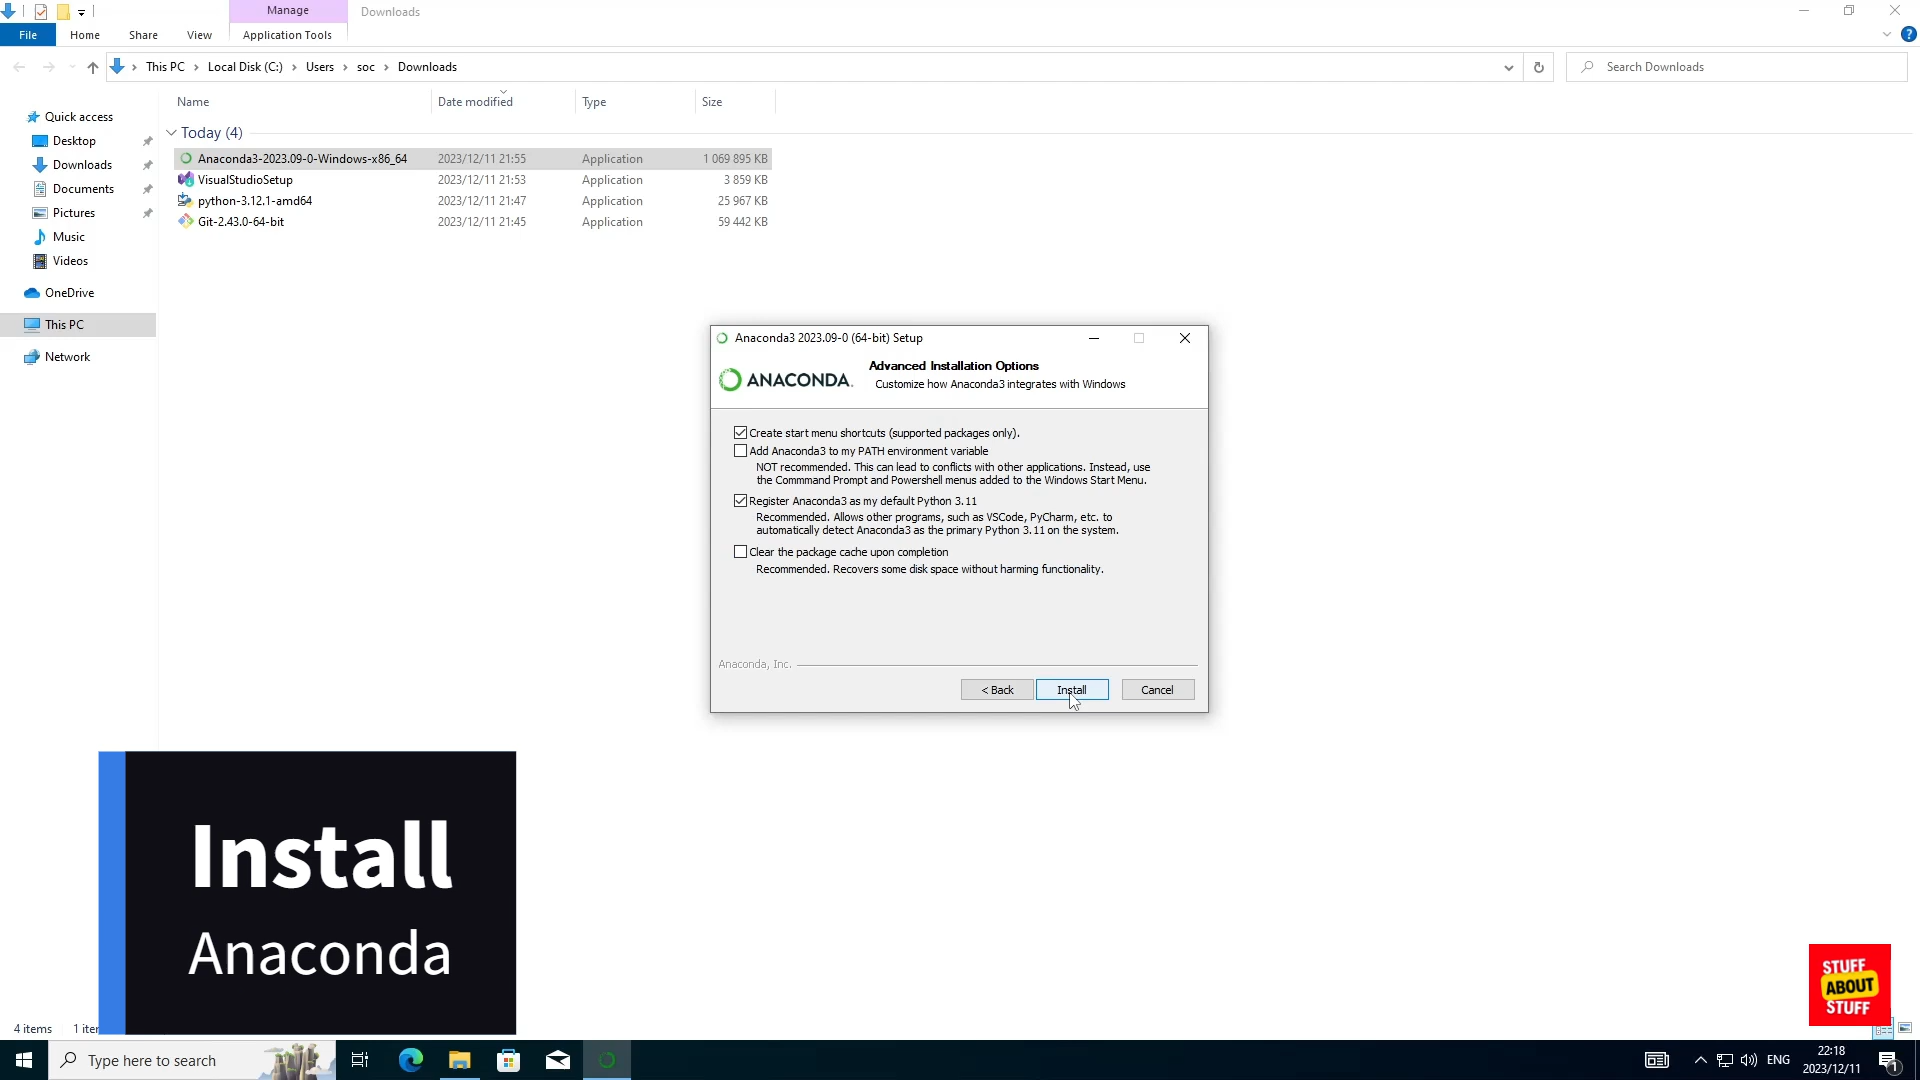 Manage
Downloads
File
Home
Share
View
Application Tools
This PC
Local Disk (C:)
Users
soc
Downloads
Search Downloads
Name
Date modified
Type
Size
Quick access
Desktop
Downloads
Documents
Pictures
Music
Videos
OneDrive
This PC
Network
Today (4)
Anaconda3-2023.09-0-Windows-x86_64 2023/12/11 21:55 Application 1 069 895 KB
VisualStudioSetup 2023/12/11 21:53 Application 3 859 KB
python-3.12.1-amd64 2023/12/11 21:47 Application 25 967 KB
Git-2.43.0-64-bit 2023/12/11 21:45 Application 59 442 KB
Anaconda3 2023.09-0 (64-bit) Setup
ANACONDA.
Advanced Installation Options
Customize how Anaconda3 integrates with Windows
Create start menu shortcuts (supported packages only).
Add Anaconda3 to my PATH environment variable
NOT recommended. This can lead to conflicts with other applications. Instead, use
the Commmand Prompt and Powershell menus added to the Windows Start Menu.
Register Anaconda3 as my default Python 3.11
Recommended. Allows other programs, such as VSCode, PyCharm, etc. to
automatically detect Anaconda3 as the primary Python 3.11 on the system.
Clear the package cache upon completion
Recommended. Recovers some disk space without harming functionality.
Anaconda, Inc.
< Back
Install
Cancel
Install
Anaconda
STUFF
ABOUT
STUFF
4 items
1 iter
Type here to search
ENG
22:18
2023/12/11
1